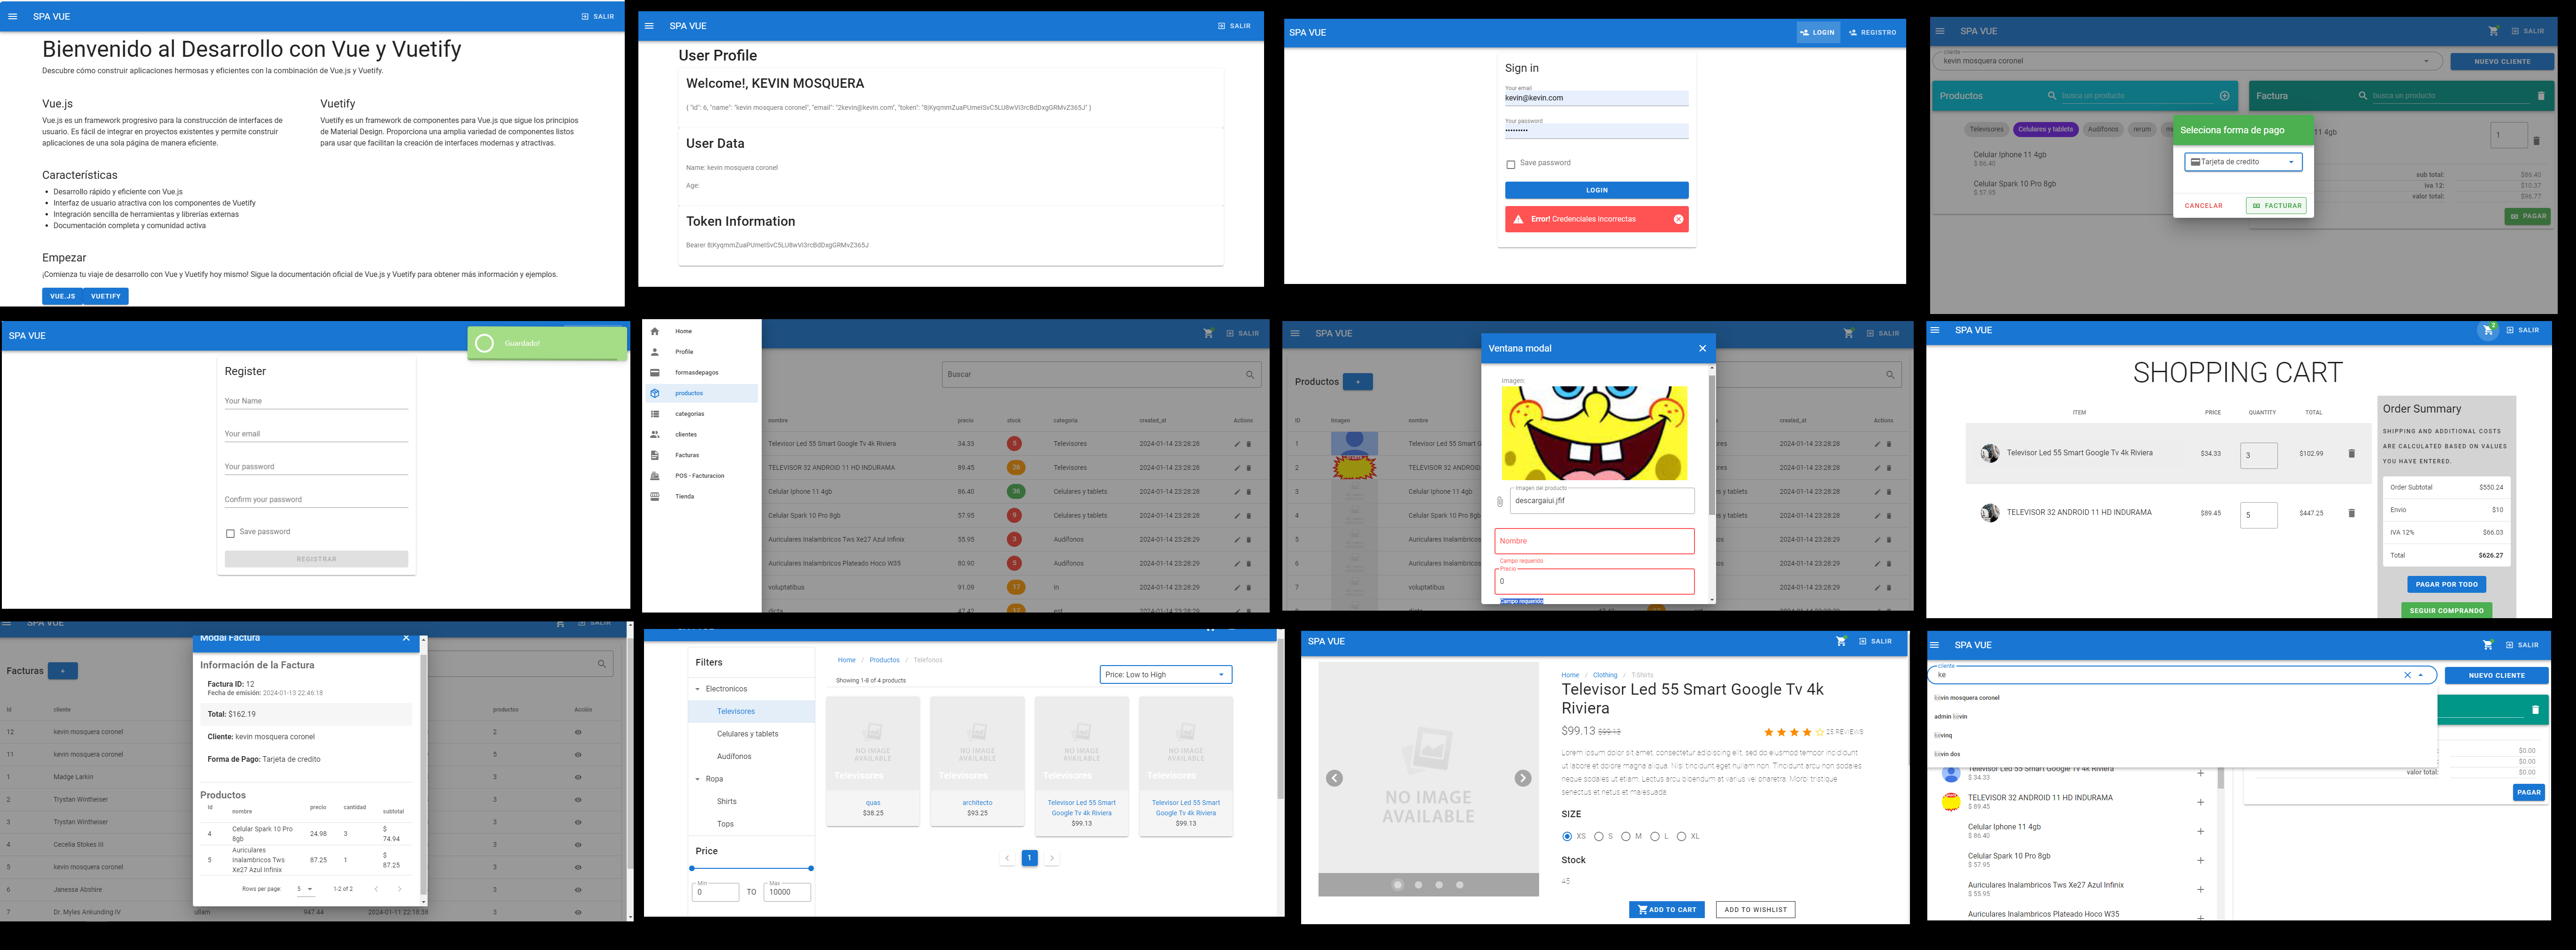 SPA VUE
SALIR
Bienvenido al Desarrollo con Vue y Vuetify
Descubre cómo construir aplicaciones hermosas y eficientes con la combinación de Vue.js y Vuetify.
Vue.js
Vue.js es un framework progresivo para la construcción de interfaces de
usuario. Es fácil de integrar en proyectos existentes y permite construir
aplicaciones de una sola página de manera eficiente.
Vuetify
Vuetify es un framework de componentes para Vue.js que sigue los principios
de Material Design. Proporciona una amplia variedad de componentes listos
para usar que facilitan la creación de interfaces modernas y atractivas.
Características
Desarrollo rápido y eficiente con Vue.js
Interfaz de usuario atractiva con los componentes de Vuetify
Integración sencilla de herramientas y librerías externas
Documentación completa y comunidad activa
Empezar
¡Comienza tu viaje de desarrollo con Vue y Vuetify hoy mismo! Sigue la documentación oficial de Vue.js y Vuetify para obtener más información y ejemplos.
VUE.JS VUETIFY
SPA VUE
SALIR
User Profile
Welcome!, KEVIN MOSQUERA
{ "id": 6, "name": "kevin mosquera coronel", "email": "2kevin@kevin.com", "token":
User Data
Name: kevin mosquera coronel
Age:
Token Information
Bearer
SPA VUE
LOGIN
REGISTRO
Sign in
Your email
kevin@kevin.com
Your password
Save password
LOGIN
Error! Credenciales incorrectas
SPA VUE
SALIR
cliente
kevin mosquera coronel
NUEVO CLIENTE
Productos
busca un producto
Factura
busca un producto
Televisores
Celulares y tablets
Audífonos
rerum
Celular Iphone 11 4gb
$ 86.40
Celular Spark 10 Pro 8gb
$ 57.95
11 4gb
1
sub total: $86.40
iva 12: $10.37
valor total: $96.77
PAGAR
Seleciona forma de pago
Tarjeta de credito
CANCELAR
FACTURAR
SPA VUE
Guardado!
Register
Your Name
Your email
Your password
Confirm your password
Save password
REGISTRAR
Home
Profile
formasdepagos
productos
categorias
clientes
Facturas
POS - Facturacion
Tienda
SALIR
Buscar
nombre precio stock categoria created_at Actions
Televisor Led 55 Smart Google Tv 4k Riviera 34.33 5 Televisores 2024-01-14 23:28:28
TELEVISOR 32 ANDROID 11 HD INDURAMA 89.45 26 Televisores 2024-01-14 23:28:28
Celular Iphone 11 4gb 86.40 36 Celulares y tablets 2024-01-14 23:28:28
Celular Spark 10 Pro 8gb 57.95 9 Celulares y tablets 2024-01-14 23:28:28
Auriculares Inalambricos Tws Xe27 Azul Infinix 55.95 3 Audífonos 2024-01-14 23:28:29
Auriculares Inalambricos Plateado Hoco W35 80.90 5 Audífonos 2024-01-14 23:28:29
voluptatibus 91.09 17 in 2024-01-14 23:28:29
dicta 47.42 17 est
SPA VUE
SALIR
Productos +
ID Imagen nombre created_at Actions
1 Televisor Led 55 Smart G 2024-01-14 23:28:28
2 TELEVISOR 32 ANDROID 2024-01-14 23:28:28
3 Celular Iphone 11 4gb y tablets 2024-01-14 23:28:28
4 Celular Spark 10 Pro 8gb y tablets 2024-01-14 23:28:28
5 Auriculares Inalambricos 2024-01-14 23:28:29
6 Auriculares Inalambricos 2024-01-14 23:28:29
7 voluptatibus 2024-01-14 23:28:29
Ventana modal
Imagen:
Imagen del producto
descargaiui.jfif
Nombre
Campo requerido
Precio
0
Campo requerido
SPA VUE
2
SALIR
SHOPPING CART
ITEM PRICE QUANTITY TOTAL
Televisor Led 55 Smart Google Tv 4k Riviera $34.33 3 $102.99
TELEVISOR 32 ANDROID 11 HD INDURAMA $89.45 5 $447.25
Order Summary
SHIPPING AND ADDITIONAL COSTS
ARE CALCULATED BASED ON VALUES
YOU HAVE ENTERED.
Order Subtotal $550.24
Envio $10
IVA 12% $66.03
Total $626.27
PAGAR POR TODO
SEGUIR COMPRANDO
SPA VUE
SALIR
Facturas +
Id cliente productos Acción
12 kevin mosquera coronel 2
11 kevin mosquera coronel 5
1 Madge Larkin 3
2 Trystan Wintheiser 3
3 Trystan Wintheiser 3
4 Cecelia Stokes III 3
5 kevin mosquera coronel 3
6 Janessa Abshire 3
7 Dr. Myles Ankunding IV ullam 947.44 2024-01-11 22:18:38 3
Modal Factura
Información de la Factura
Factura ID: 12
Fecha de emisión: 2024-01-13 22:46:18
Total: $162.19
Cliente: kevin mosquera coronel
Forma de Pago: Tarjeta de credito
Productos
Id nombre precio cantidad subtotal
4 Celular Spark 10 Pro 8gb 24.98 3 $ 74.94
5 Auriculares Inalambricos Tws Xe27 Azul Infinix 87.25 1 $ 87.25
Rows per page: 5 1-2 of 2
Filters
Electronicos
Televisores
Celulares y tablets
Audífonos
Ropa
Shirts
Tops
Price
Min
0
TO
Max
10000
Home / Productos / Telefonos
Showing 1-8 of 4 products
Price: Low to High
NO IMAGE AVAILABLE
Televisores
quas
$38.25
NO IMAGE AVAILABLE
Televisores
architecto
$93.25
NO IMAGE AVAILABLE
Televisores
Televisor Led 55 Smart
Google Tv 4k Riviera
$99.13
NO IMAGE AVAILABLE
Televisores
Televisor Led 55 Smart
Google Tv 4k Riviera
$99.13
1
SPA VUE
SALIR
NO IMAGE
AVAILABLE
Home / Clothing / T-Shirts
Televisor Led 55 Smart Google Tv 4k
Riviera
$99.13 $99.13
25 REVIEWS
Lorem ipsum dolor sit amet, consectetur adipiscing elit, sed do eiusmod tempor incididunt
ut labore et dolore magna aliqua. Nisl tincidunt eget nullam non. Tincidunt arcu non sodales
neque sodales ut etiam. Lectus arcu bibendum at varius vel pharetra. Morbi tristique
senectus et netus et malesuada.
SIZE
XS S M L XL
Stock
45
ADD TO CART
ADD TO WISHLIST
SPA VUE
SALIR
cliente
ke
NUEVO CLIENTE
kevin mosquera coronel
admin kevin
kevinq
kevin dos
$0.00
$0.00
valor total: $0.00
PAGAR
Televisor Led 55 Smart Google Tv 4k Riviera
$ 34.33
TELEVISOR 32 ANDROID 11 HD INDURAMA
$ 89.45
Celular Iphone 11 4gb
$ 86.40
Celular Spark 10 Pro 8gb
$ 57.95
Auriculares Inalambricos Tws Xe27 Azul Infinix
$ 55.95
Auriculares Inalambricos Plateado Hoco W35